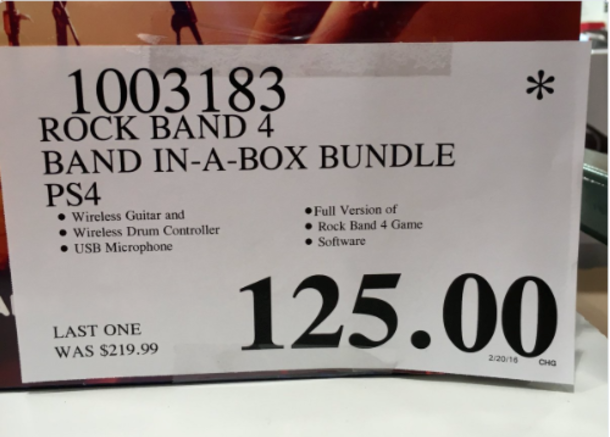 1003183
*
ROCK BAND 4
BAND IN-A-BOX BUNDLE
PS4
• Wireless Guitar and
• Wireless Drum Controller
• USB Microphone
• Full Version of
• Rock Band 4 Game
• Software
LAST ONE
WAS $219.99
125.00
2/20/16 CHG